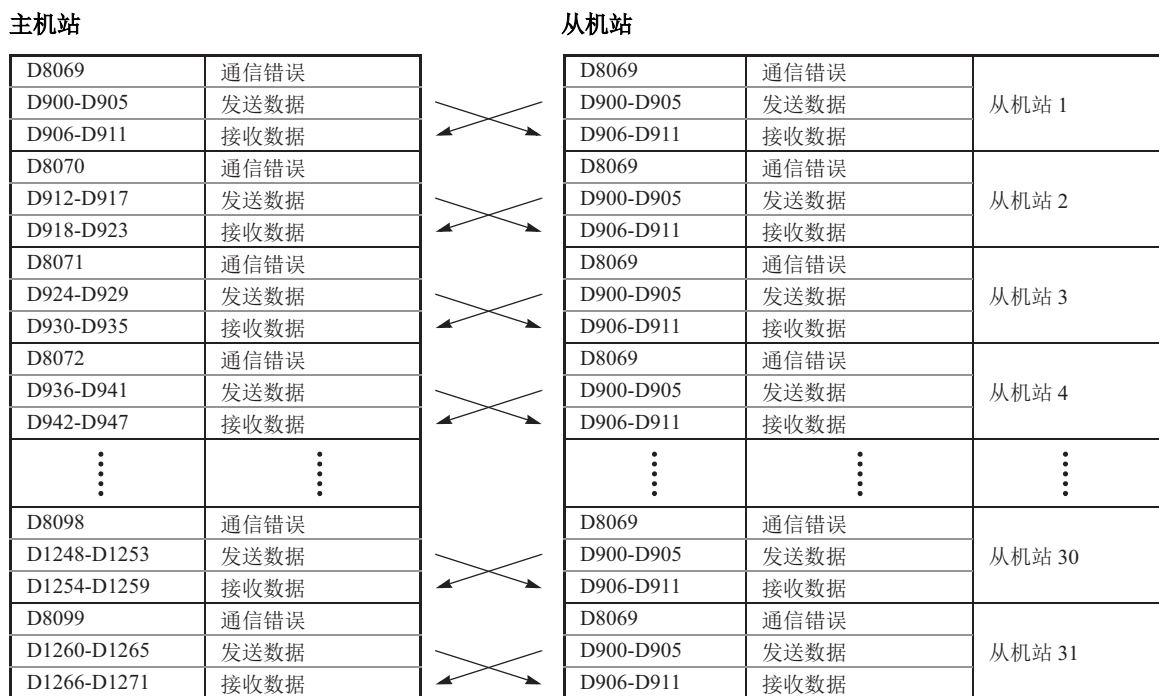 主机站 从机站
D8069 通信错误 D8069 通信错误
D900-D905 发送数据 D900-D905 发送数据 从机站 1
D906-D911 接收数据 D906-D911 接收数据
D8070 通信错误 D8069 通信错误
D912-D917 发送数据 D900-D905 发送数据 从机站 2
D918-D923 接收数据 D906-D911 接收数据
D8071 通信错误 D8069 通信错误
D924-D929 发送数据 D900-D905 发送数据 从机站 3
D930-D935 接收数据 D906-D911 接收数据
D8072 通信错误 D8069 通信错误
D936-D941 发送数据 D900-D905 发送数据 从机站 4
D942-D947 接收数据 D906-D911 接收数据
D8098 通信错误 D8069 通信错误
D1248-D1253 发送数据 D900-D905 发送数据 从机站 30
D1254-D1259 接收数据 D906-D911 接收数据
D8099 通信错误 D8069 通信错误
D1260-D1265 发送数据 D900-D905 发送数据 从机站 31
D1266-D1271 接收数据 D906-D911 接收数据